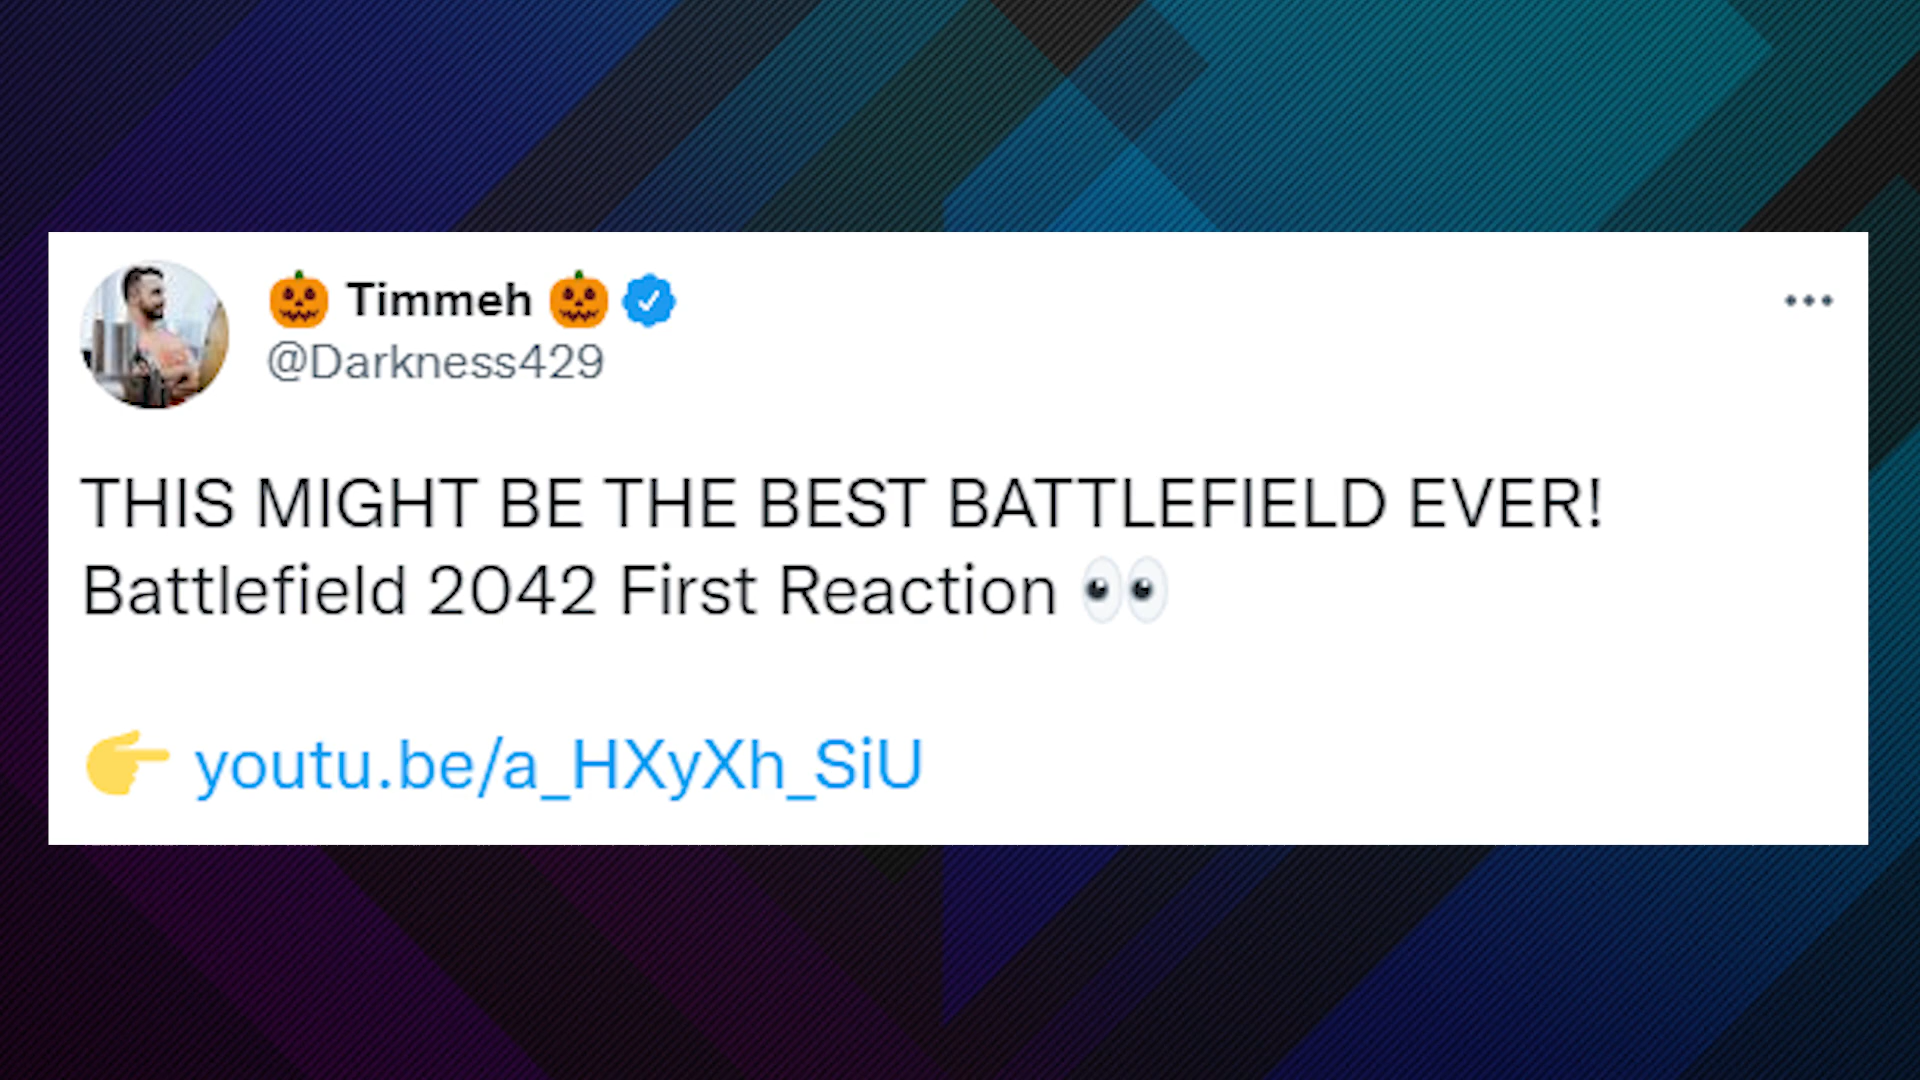 🎃 Timmeh 🎃
@Darkness429
THIS MIGHT BE THE BEST BATTLEFIELD EVER!
Battlefield 2042 First Reaction 👀
👉 youtu.be/a_HXyXh_SiU